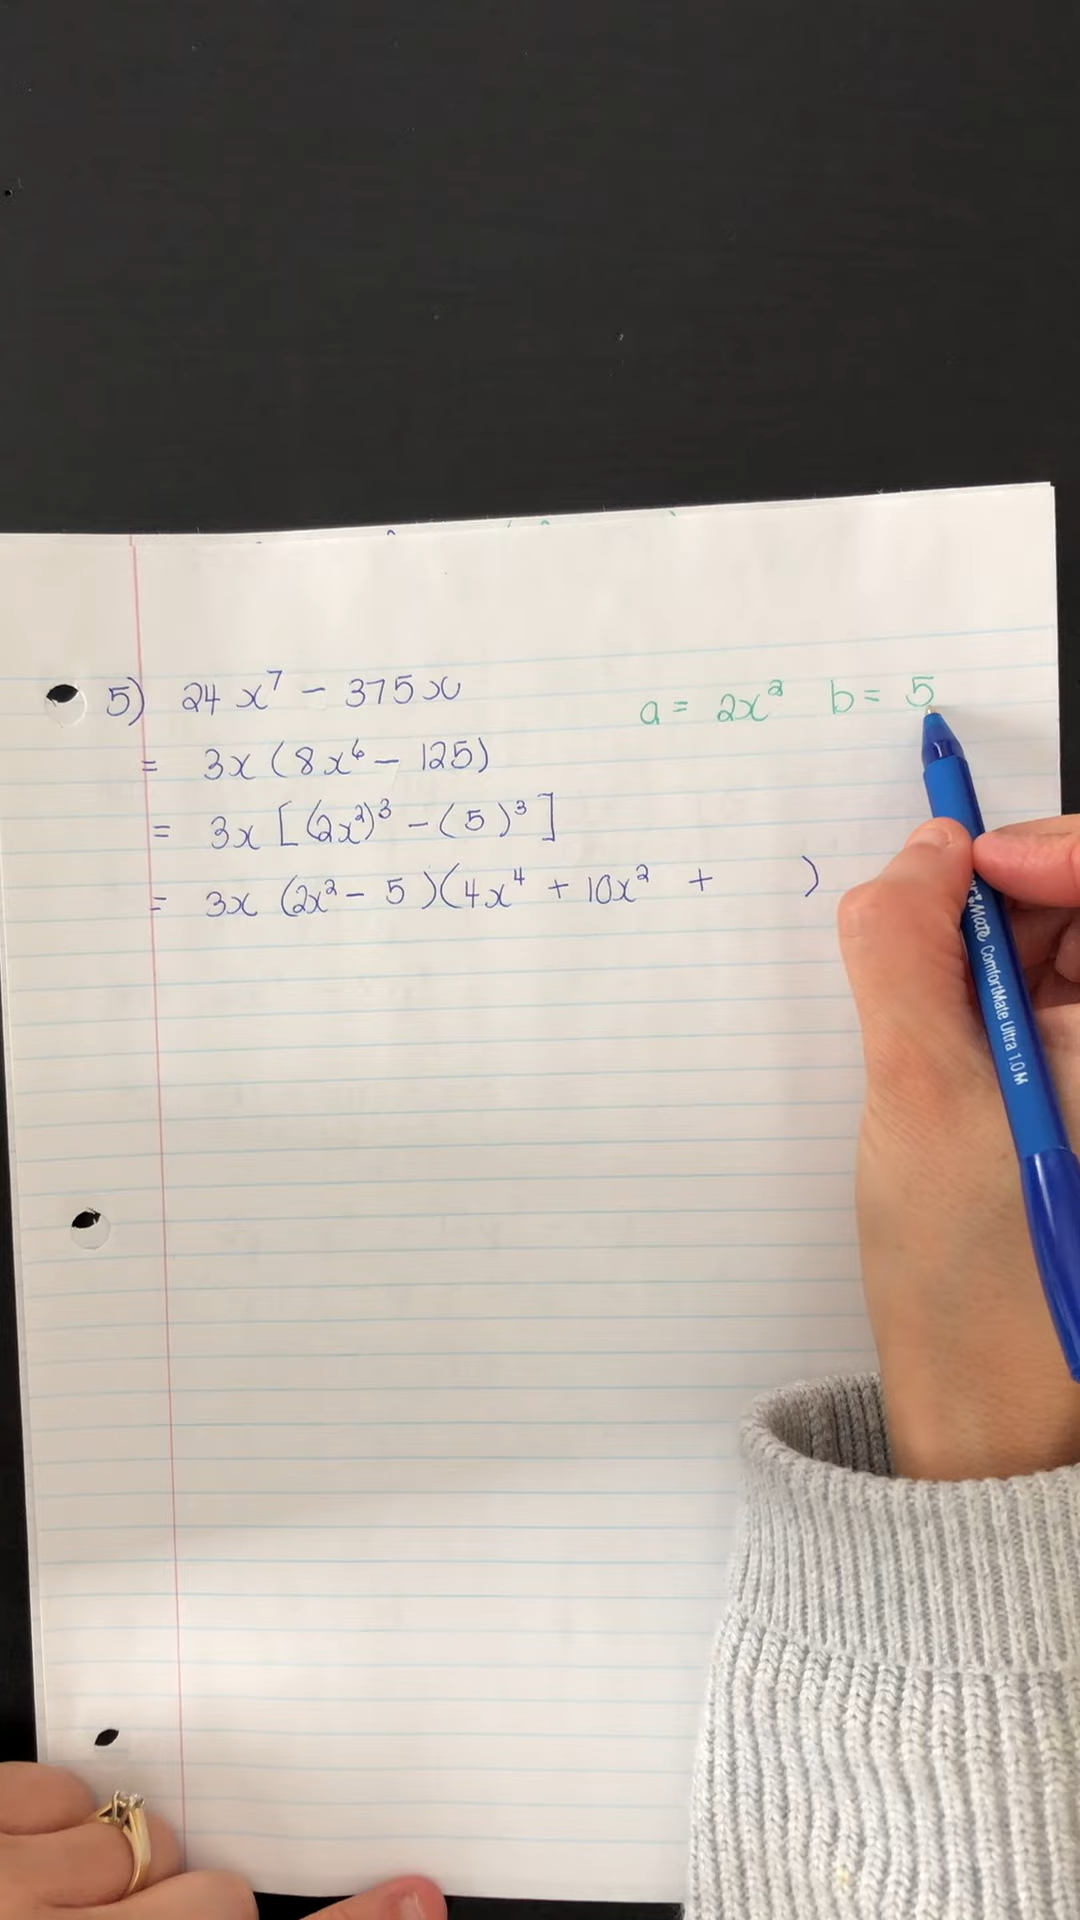 5) 24x⁷ - 375x
a = 2x² b = 5
= 3x (8x⁶ - 125)
= 3x [(2x²)³ - (5)³]
= 3x (2x² - 5)(4x⁴ + 10x² + )
Mate ComfortMate Ultra 1.0 M